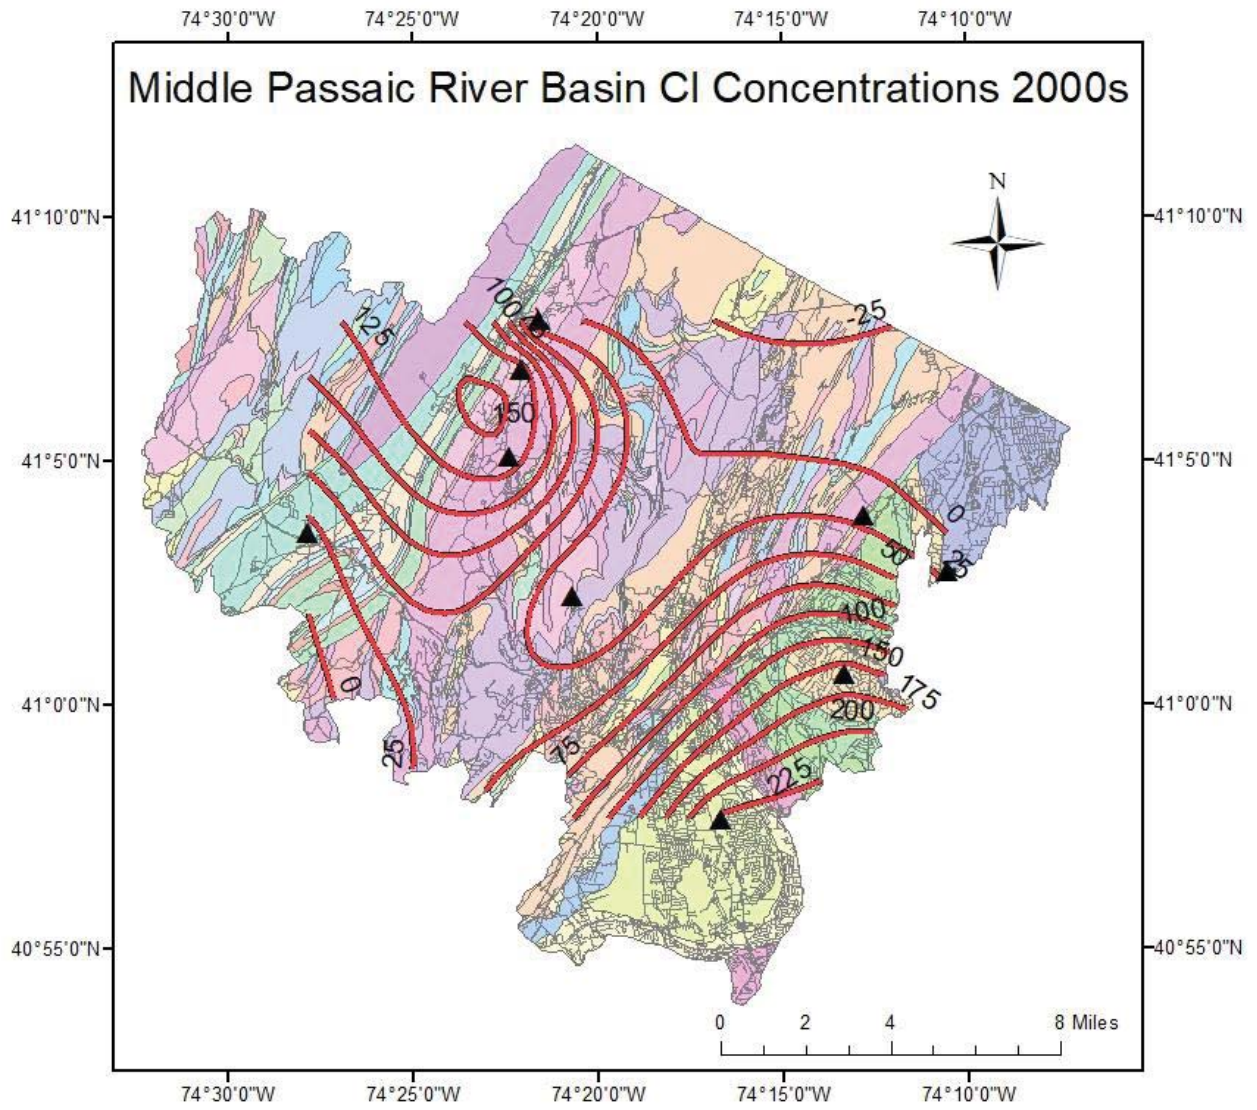 74°30'0"W 74°25'0"W 74°20'0"W 74°15'0"W 74°10'0"W
Middle Passaic River Basin Cl Concentrations 2000s
N
41°10'0"N 41°10'0"N
100
-25
125
150
41°5'0"N 41°5'0"N
0
50
100
150
175
0
41°0'0"N 200 41°0'0"N
75
25
225
40°55'0"N 40°55'0"N
0 2 4 8 Miles
74°30'0"W 74°25'0"W 74°20'0"W 74°15'0"W 74°10'0"W